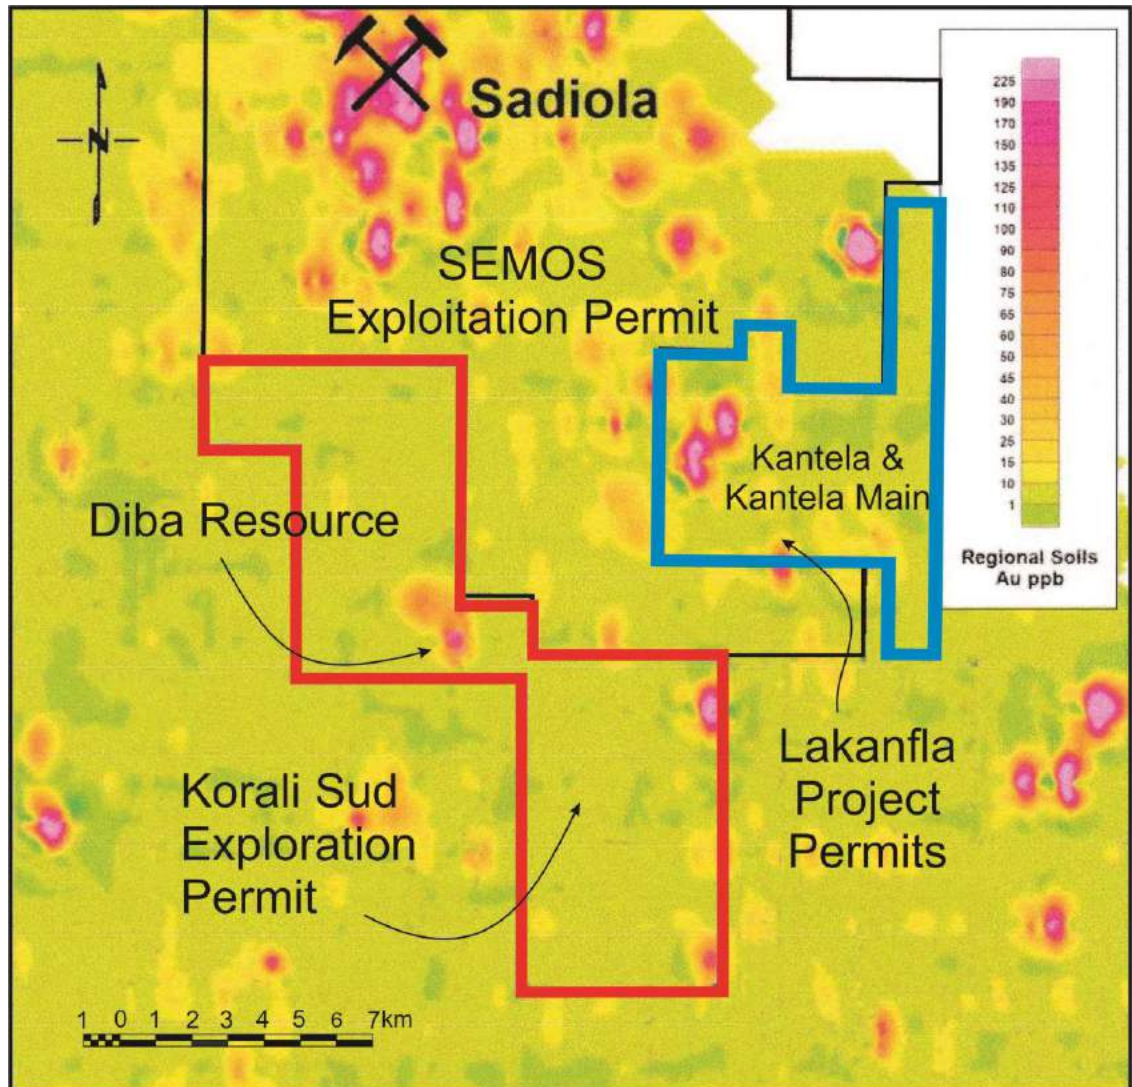 Sadiola
N
SEMOS
Exploitation Permit
Kantela &
Kantela Main
Diba Resource
Lakanfla
Project
Permits
Korali Sud
Exploration
Permit
1 0 1 2 3 4 5 6 7km
225
190
170
150
135
125
110
100
90
80
75
65
60
50
45
40
30
25
15
10
1
Regional Soils
Au ppb